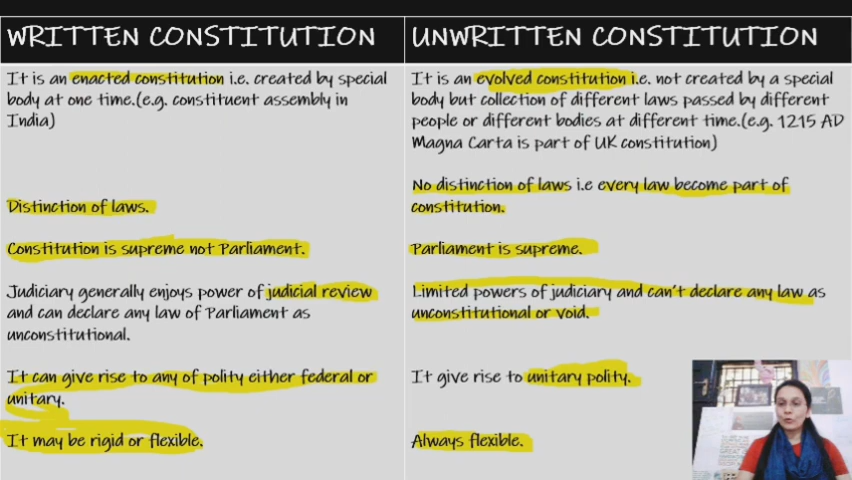 WRITTEN CONSTITUTION
It is an enacted constitution i.e. created by special
body at one time.(e.g. constituent assembly in
India)
Distinction of laws.
Constitution is supreme not Parliament.
Judiciary generally enjoys power of judicial review
and can declare any law of Parliament as
unconstitutional.
It can give rise to any of polity either federal or
unitary.
It may be rigid or flexible.
UNWRITTEN CONSTITUTION
It is an evolved constitution i.e. not created by a special
body but collection of different laws passed by different
people or different bodies at different time.(e.g. 1215 AD
Magna Carta is part of UK constitution)
No distinction of laws i.e every law become part of
constitution.
Parliament is supreme.
Limited powers of judiciary and can't declare any law as
unconstitutional or void.
It give rise to unitary polity.
Always flexible.